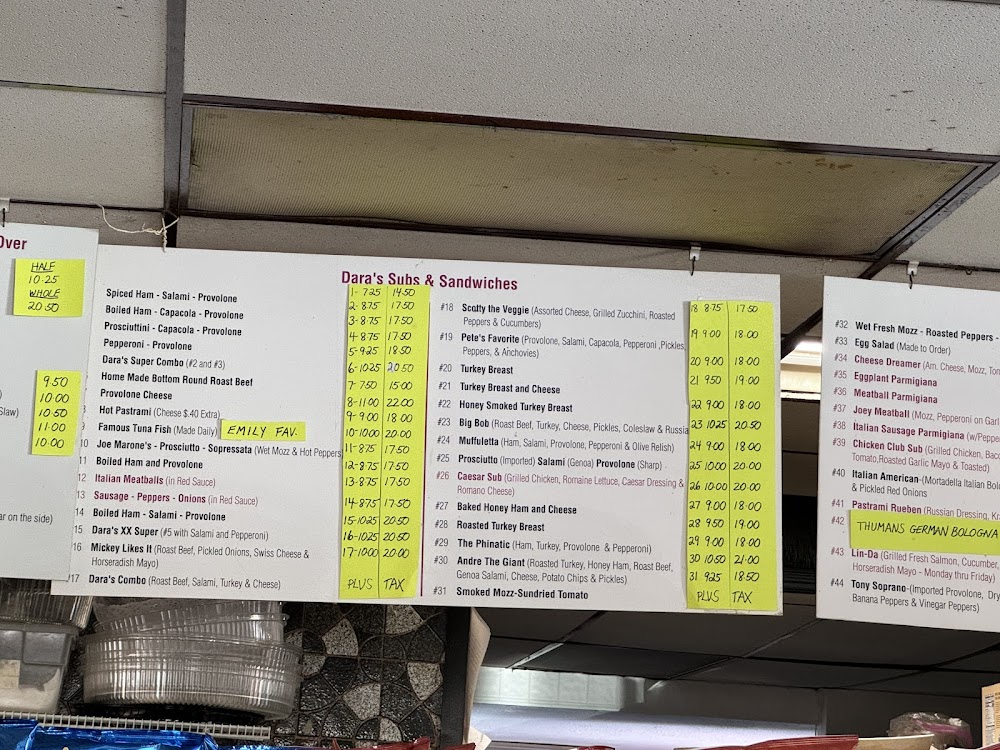 Over
HALF
10.25
WHOLE
20.50
9.50
10.00
10.50
11.00
10.00
Slaw)
ar on the side)
Dara's Subs & Sandwiches
Spiced Ham - Salami - Provolone
Boiled Ham - Capacola - Provolone
Prosciuttini - Capacola - Provolone
Pepperoni - Provolone
Dara's Super Combo (#2 and #3)
Home Made Bottom Round Roast Beef
Provolone Cheese
Hot Pastrami (Cheese $.40 Extra)
9 Famous Tuna Fish (Made Daily)
EMILY FAV.
10 Joe Marone's - Prosciutto - Sopressata (Wet Mozz & Hot Peppers
11 Boiled Ham and Provolone
12 Italian Meatballs (in Red Sauce)
13 Sausage - Peppers - Onions (in Red Sauce)
14 Boiled Ham - Salami - Provolone
15 Dara's XX Super (#5 with Salami and Pepperoni)
16 Mickey Likes It (Roast Beef, Pickled Onions, Swiss Cheese &
Horseradish Mayo
#17 Dara's Combo (Roast Beef, Salami, Turkey & Cheese)
1- 7.25 14.50
2- 8.75 17.50
3- 8.75 17.50
4- 8.75 17.50
5- 9.25 18.50
6- 10.25 20.50
7- 7.50 15.00
8- 11.00 22.00
9- 9.00 18.00
10- 10.00 20.00
11- 8.75 17.50
12- 8.75 17.50
13- 8.75 17.50
14- 8.75 17.50
15- 10.25 20.50
16- 10.25 20.50
17- 10.00 20.00
PLUS TAX
#18 Scotty the Veggie (Assorted Cheese, Grilled Zucchini, Roasted
Peppers & Cucumbers)
#19 Pete's Favorite (Provolone, Salami, Capacola, Pepperoni ,Pickles,
Peppers, & Anchovies)
#20 Turkey Breast
#21 Turkey Breast and Cheese
#22 Honey Smoked Turkey Breast
#23 Big Bob (Roast Beef, Turkey, Cheese, Pickles, Coleslaw & Russia
#24 Muffuletta (Ham, Salami, Provolone, Pepperoni & Olive Relish)
#25 Prosciutto (Imported) Salami (Genoa) Provolone (Sharp)
#26 Caesar Sub (Grilled Chicken, Romaine Lettuce, Caesar Dressing &
Romano Cheese)
#27 Baked Honey Ham and Cheese
#28 Roasted Turkey Breast
#29 The Phinatic (Ham, Turkey, Provolone & Pepperoni)
#30 Andre The Giant (Roasted Turkey, Honey Ham, Roast Beef,
Genoa Salami, Cheese, Potato Chips & Pickles)
#31 Smoked Mozz-Sundried Tomato
18 8.75 17.50
19 9.00 18.00
20 9.00 18.00
21 9.50 19.00
22 9.00 18.00
23 10.25 20.50
24 9.00 18.00
25 10.00 20.00
26 10.00 20.00
27 9.00 18.00
28 9.50 19.00
29 9.00 18.00
30 10.50 21.00
31 9.25 18.50
PLUS TAX
#32 Wet Fresh Mozz - Roasted Peppers -
#33 Egg Salad (Made to Order)
#34 Cheese Dreamer (Am. Cheese, Mozz, Tom
#35 Eggplant Parmigiana
#36 Meatball Parmigiana
#37 Joey Meatball (Mozz, Pepperoni on Garl
#38 Italian Sausage Parmigiana (w/Peppe
#39 Chicken Club Sub (Grilled Chicken, Baco
Tomato,Roasted Garlic Mayo & Toasted)
#40 Italian American-(Mortadella Italian Bolo
& Pickled Red Onions
#41 Pastrami Rueben (Russian Dressing, Kr
#42 THUMANS GERMAN BOLOGNA
#43 Lin-Da (Grilled Fresh Salmon, Cucumber,
Horseradish Mayo - Monday thru Friday)
#44 Tony Soprano-(Imported Provolone, Dry
Banana Peppers & Vinegar Peppers)